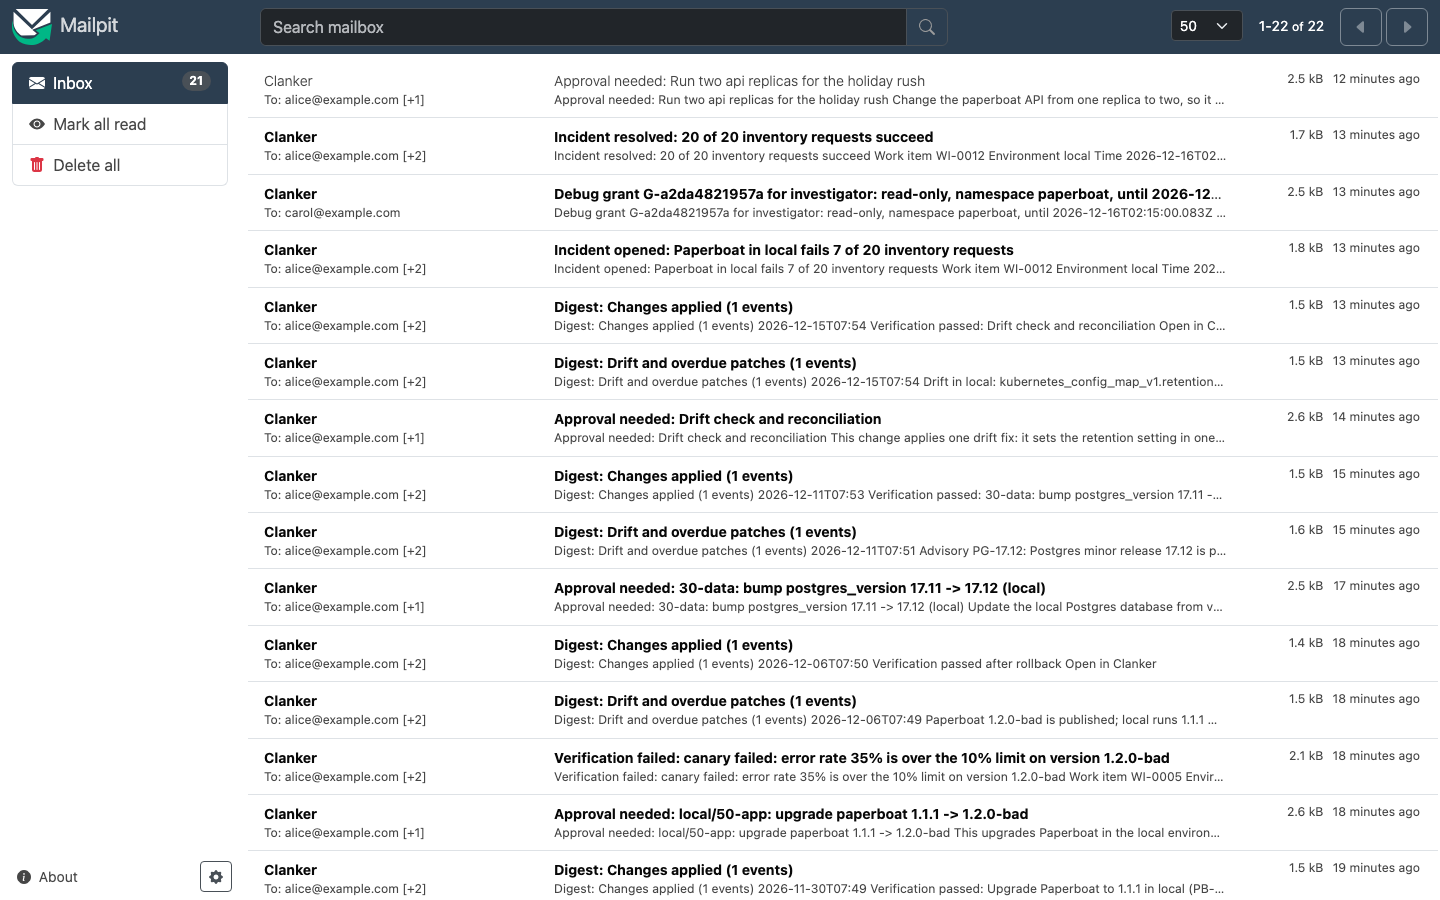 Mailpit
Search mailbox
50
1-22 of 22
Inbox 21
Mark all read
Delete all
Clanker Approval needed: Run two api replicas for the holiday rush 2.5 kB 12 minutes ago
To: alice@example.com [+1] Approval needed: Run two api replicas for the holiday rush Change the paperboat API from one replica to two, so it ...
Clanker Incident resolved: 20 of 20 inventory requests succeed 1.7 kB 13 minutes ago
To: alice@example.com [+2] Incident resolved: 20 of 20 inventory requests succeed Work item WI-0012 Environment local Time 2026-12-16T02...
Clanker Debug grant G-a2da4821957a for investigator: read-only, namespace paperboat, until 2026-12... 2.5 kB 13 minutes ago
To: carol@example.com Debug grant G-a2da4821957a for investigator: read-only, namespace paperboat, until 2026-12-16T02:15:00.083Z ...
Clanker Incident opened: Paperboat in local fails 7 of 20 inventory requests 1.8 kB 13 minutes ago
To: alice@example.com [+2] Incident opened: Paperboat in local fails 7 of 20 inventory requests Work item WI-0012 Environment local Time 202...
Clanker Digest: Changes applied (1 events) 1.5 kB 13 minutes ago
To: alice@example.com [+2] Digest: Changes applied (1 events) 2026-12-15T07:54 Verification passed: Drift check and reconciliation Open in C...
Clanker Digest: Drift and overdue patches (1 events) 1.5 kB 13 minutes ago
To: alice@example.com [+2] Digest: Drift and overdue patches (1 events) 2026-12-15T07:54 Drift in local: kubernetes_config_map_v1.retention...
Clanker Approval needed: Drift check and reconciliation 2.6 kB 14 minutes ago
To: alice@example.com [+1] Approval needed: Drift check and reconciliation This change applies one drift fix: it sets the retention setting in one...
Clanker Digest: Changes applied (1 events) 1.5 kB 15 minutes ago
To: alice@example.com [+2] Digest: Changes applied (1 events) 2026-12-11T07:53 Verification passed: 30-data: bump postgres_version 17.11 -...
Clanker Digest: Drift and overdue patches (1 events) 1.6 kB 15 minutes ago
To: alice@example.com [+2] Digest: Drift and overdue patches (1 events) 2026-12-11T07:51 Advisory PG-17.12: Postgres minor release 17.12 is p...
Clanker Approval needed: 30-data: bump postgres_version 17.11 -> 17.12 (local) 2.5 kB 17 minutes ago
To: alice@example.com [+1] Approval needed: 30-data: bump postgres_version 17.11 -> 17.12 (local) Update the local Postgres database from v...
Clanker Digest: Changes applied (1 events) 1.4 kB 18 minutes ago
To: alice@example.com [+2] Digest: Changes applied (1 events) 2026-12-06T07:50 Verification passed after rollback Open in Clanker
Clanker Digest: Drift and overdue patches (1 events) 1.5 kB 18 minutes ago
To: alice@example.com [+2] Digest: Drift and overdue patches (1 events) 2026-12-06T07:49 Paperboat 1.2.0-bad is published; local runs 1.1.1 ...
Clanker Verification failed: canary failed: error rate 35% is over the 10% limit on version 1.2.0-bad 2.1 kB 18 minutes ago
To: alice@example.com [+2] Verification failed: canary failed: error rate 35% is over the 10% limit on version 1.2.0-bad Work item WI-0005 Envir...
Clanker Approval needed: local/50-app: upgrade paperboat 1.1.1 -> 1.2.0-bad 2.6 kB 18 minutes ago
To: alice@example.com [+1] Approval needed: local/50-app: upgrade paperboat 1.1.1 -> 1.2.0-bad This upgrades Paperboat in the local environ...
Clanker Digest: Changes applied (1 events) 1.5 kB 19 minutes ago
To: alice@example.com [+2] Digest: Changes applied (1 events) 2026-11-30T07:49 Verification passed: Upgrade Paperboat to 1.1.1 in local (PB-...
About